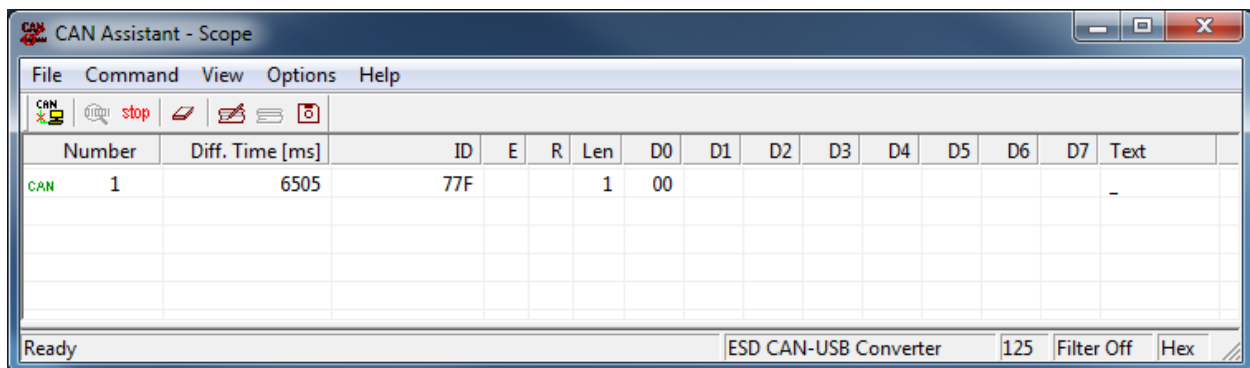 CAN Assistant - Scope
File Command View Options Help
CAN stop
Number Diff. Time [ms] ID E R Len D0 D1 D2 D3 D4 D5 D6 D7 Text
CAN 1 6505 77F 1 00 _
Ready ESD CAN-USB Converter 125 Filter Off Hex